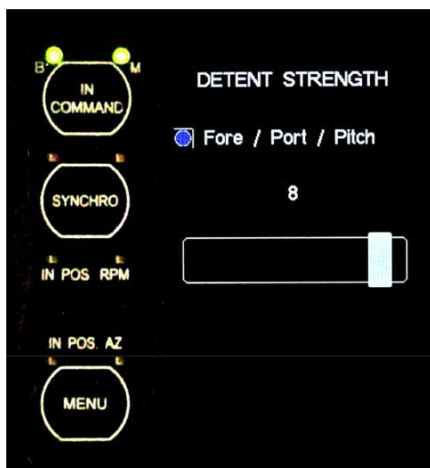 B
M
IN
COMMAND
SYNCHRO
IN POS RPM
IN POS. AZ
MENU
DETENT STRENGTH
Fore / Port / Pitch
8